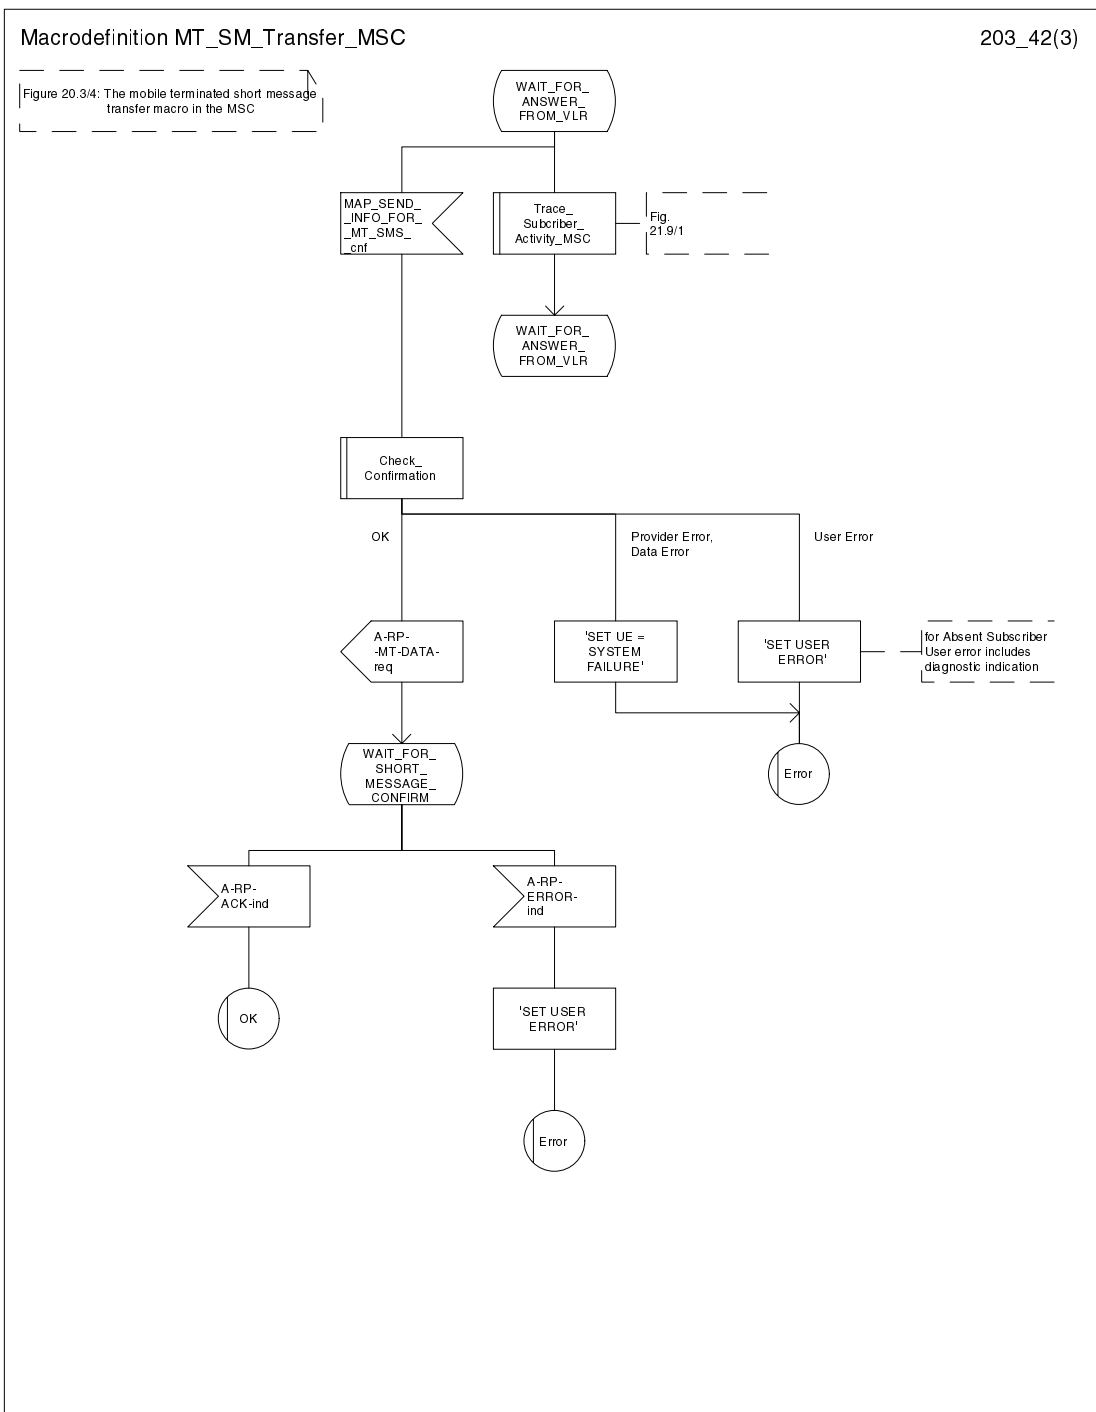 Macrodefinition MT_SM_Transfer_MSC
203_42(3)
Figure 20.3/4: The mobile terminated short message
transfer macro in the MSC
WAIT_FOR_
ANSWER_
FROM_VLR
MAP_SEND_
_INFO_FOR_
_MT_SMS_
_cnf
Trace_
Subcriber_
Activity_MSC
Fig.
21.9/1
WAIT_FOR_
ANSWER_
FROM_VLR
Check_
Confirmation
OK
Provider Error,
Data Error
User Error
A-RP-
-MT-DATA-
req
'SET UE =
SYSTEM
FAILURE'
'SET USER
ERROR'
for Absent Subscriber
User error includes
diagnostic indication
WAIT_FOR_
SHORT_
MESSAGE_
CONFIRM
Error
A-RP-
ACK-ind
A-RP-
ERROR-
ind
OK
'SET USER
ERROR'
Error